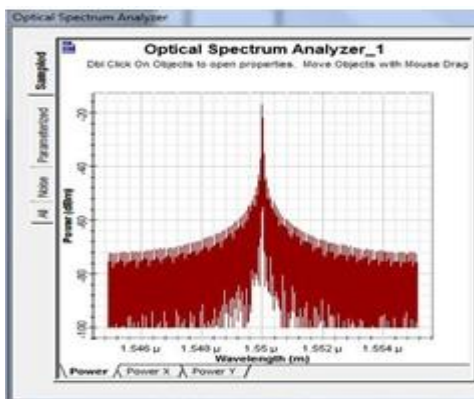 Optical Spectrum Analyzer
Optical Spectrum Analyzer_1
Dbl Click On Objects to open properties. Move Objects with Mouse Drag
Sampled
Parameterized
Noise
All
Power (dBm)
-20
-40
-60
-80
-100
1.546 µ 1.548 µ 1.55 µ 1.552 µ 1.554 µ
Wavelength (m)
Power Power X Power Y